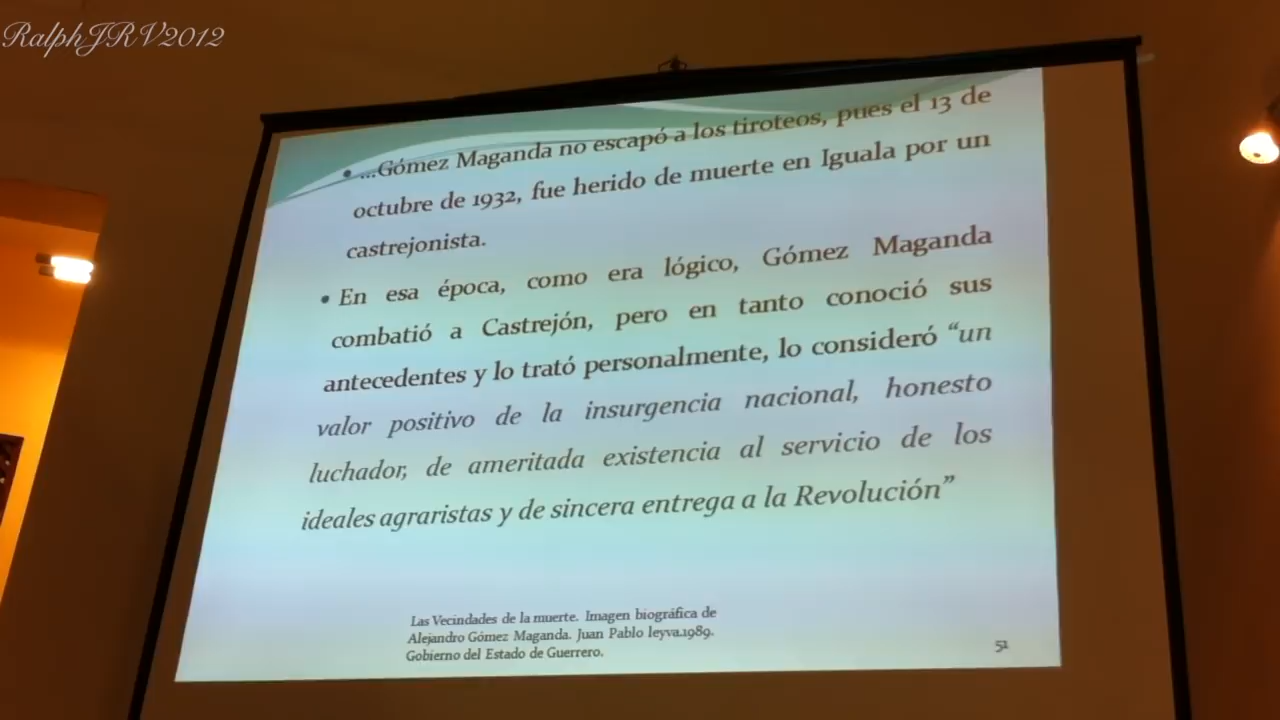 RalphJRV2012
• ...Gómez Maganda no escapó a los tiroteos, pues el 13 de
octubre de 1932, fue herido de muerte en Iguala por un
castrejonista.
• En esa época, como era lógico, Gómez Maganda
combatió a Castrejón, pero en tanto conoció sus
antecedentes y lo trató personalmente, lo consideró “un
valor positivo de la insurgencia nacional, honesto
luchador, de ameritada existencia al servicio de los
ideales agraristas y de sincera entrega a la Revolución”
Las Vecindades de la muerte. Imagen biográfica de
Alejandro Gómez Maganda. Juan Pablo leyva.1989.
Gobierno del Estado de Guerrero.
51